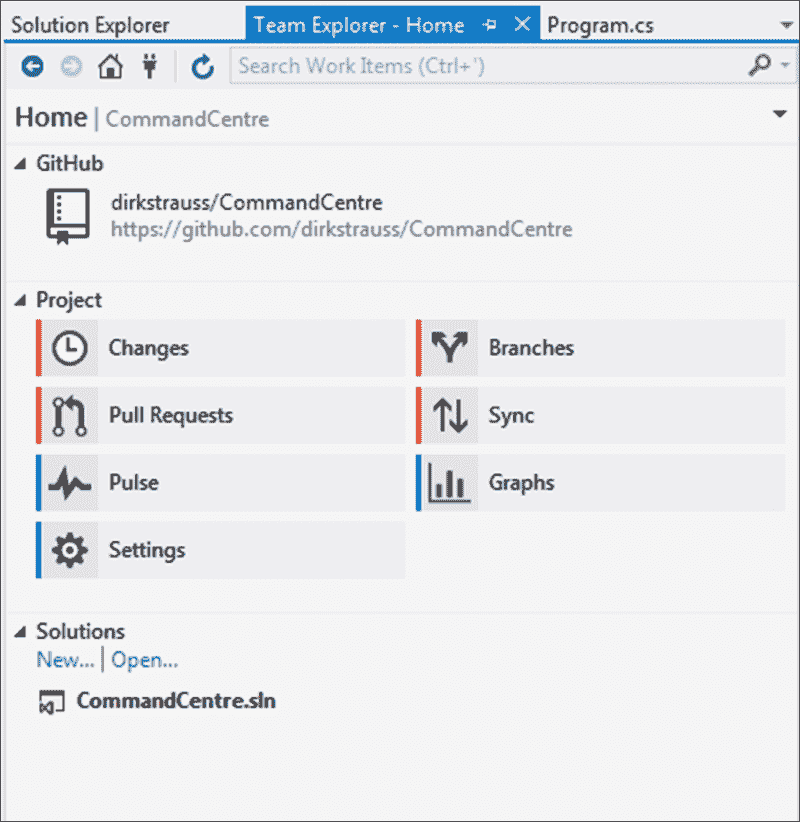 Solution Explorer Team Explorer - Home Program.cs
Search Work Items (Ctrl+')
Home | CommandCentre
GitHub
dirkstrauss/CommandCentre
https://github.com/dirkstrauss/CommandCentre
Project
Changes Branches
Pull Requests Sync
Pulse Graphs
Settings
Solutions
New... | Open...
CommandCentre.sln